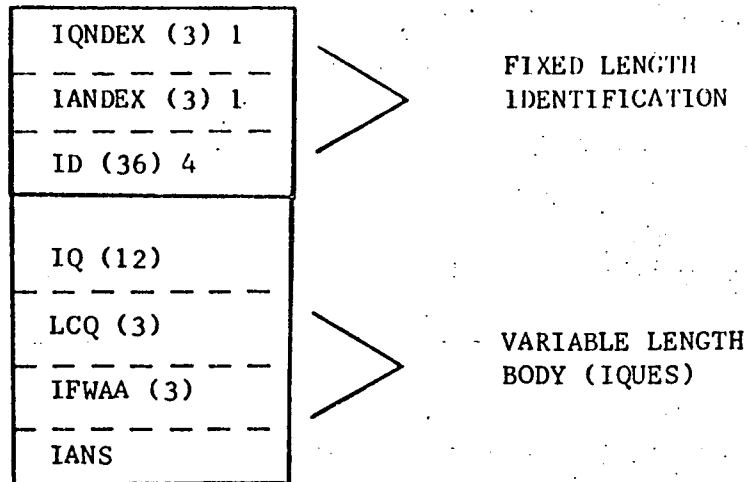 IQNDEX (3) 1
IANDEX (3) 1
ID (36) 4
FIXED LENGTH
IDENTIFICATION
IQ (12)
LCQ (3)
IFWAA (3)
IANS
VARIABLE LENGTH
BODY (IQUES)